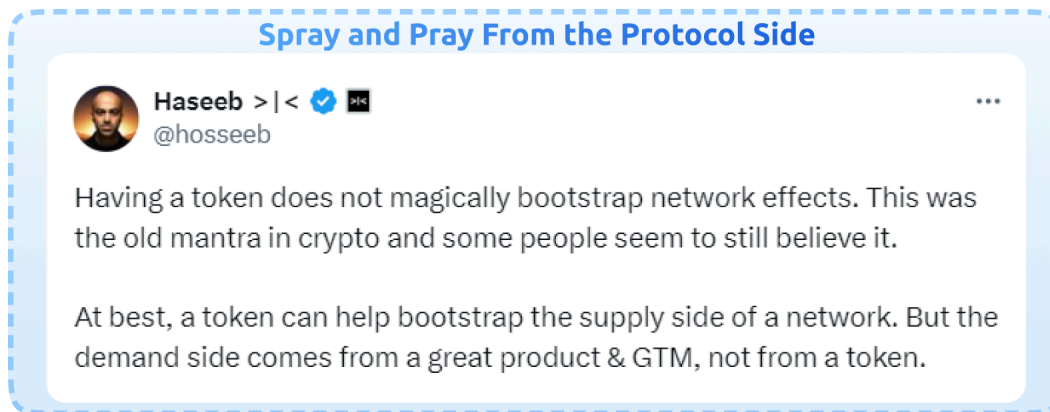 Spray and Pray From the Protocol Side
Haseeb >|< >|<
@hosseeb
Having a token does not magically bootstrap network effects. This was
the old mantra in crypto and some people seem to still believe it.
At best, a token can help bootstrap the supply side of a network. But the
demand side comes from a great product & GTM, not from a token.